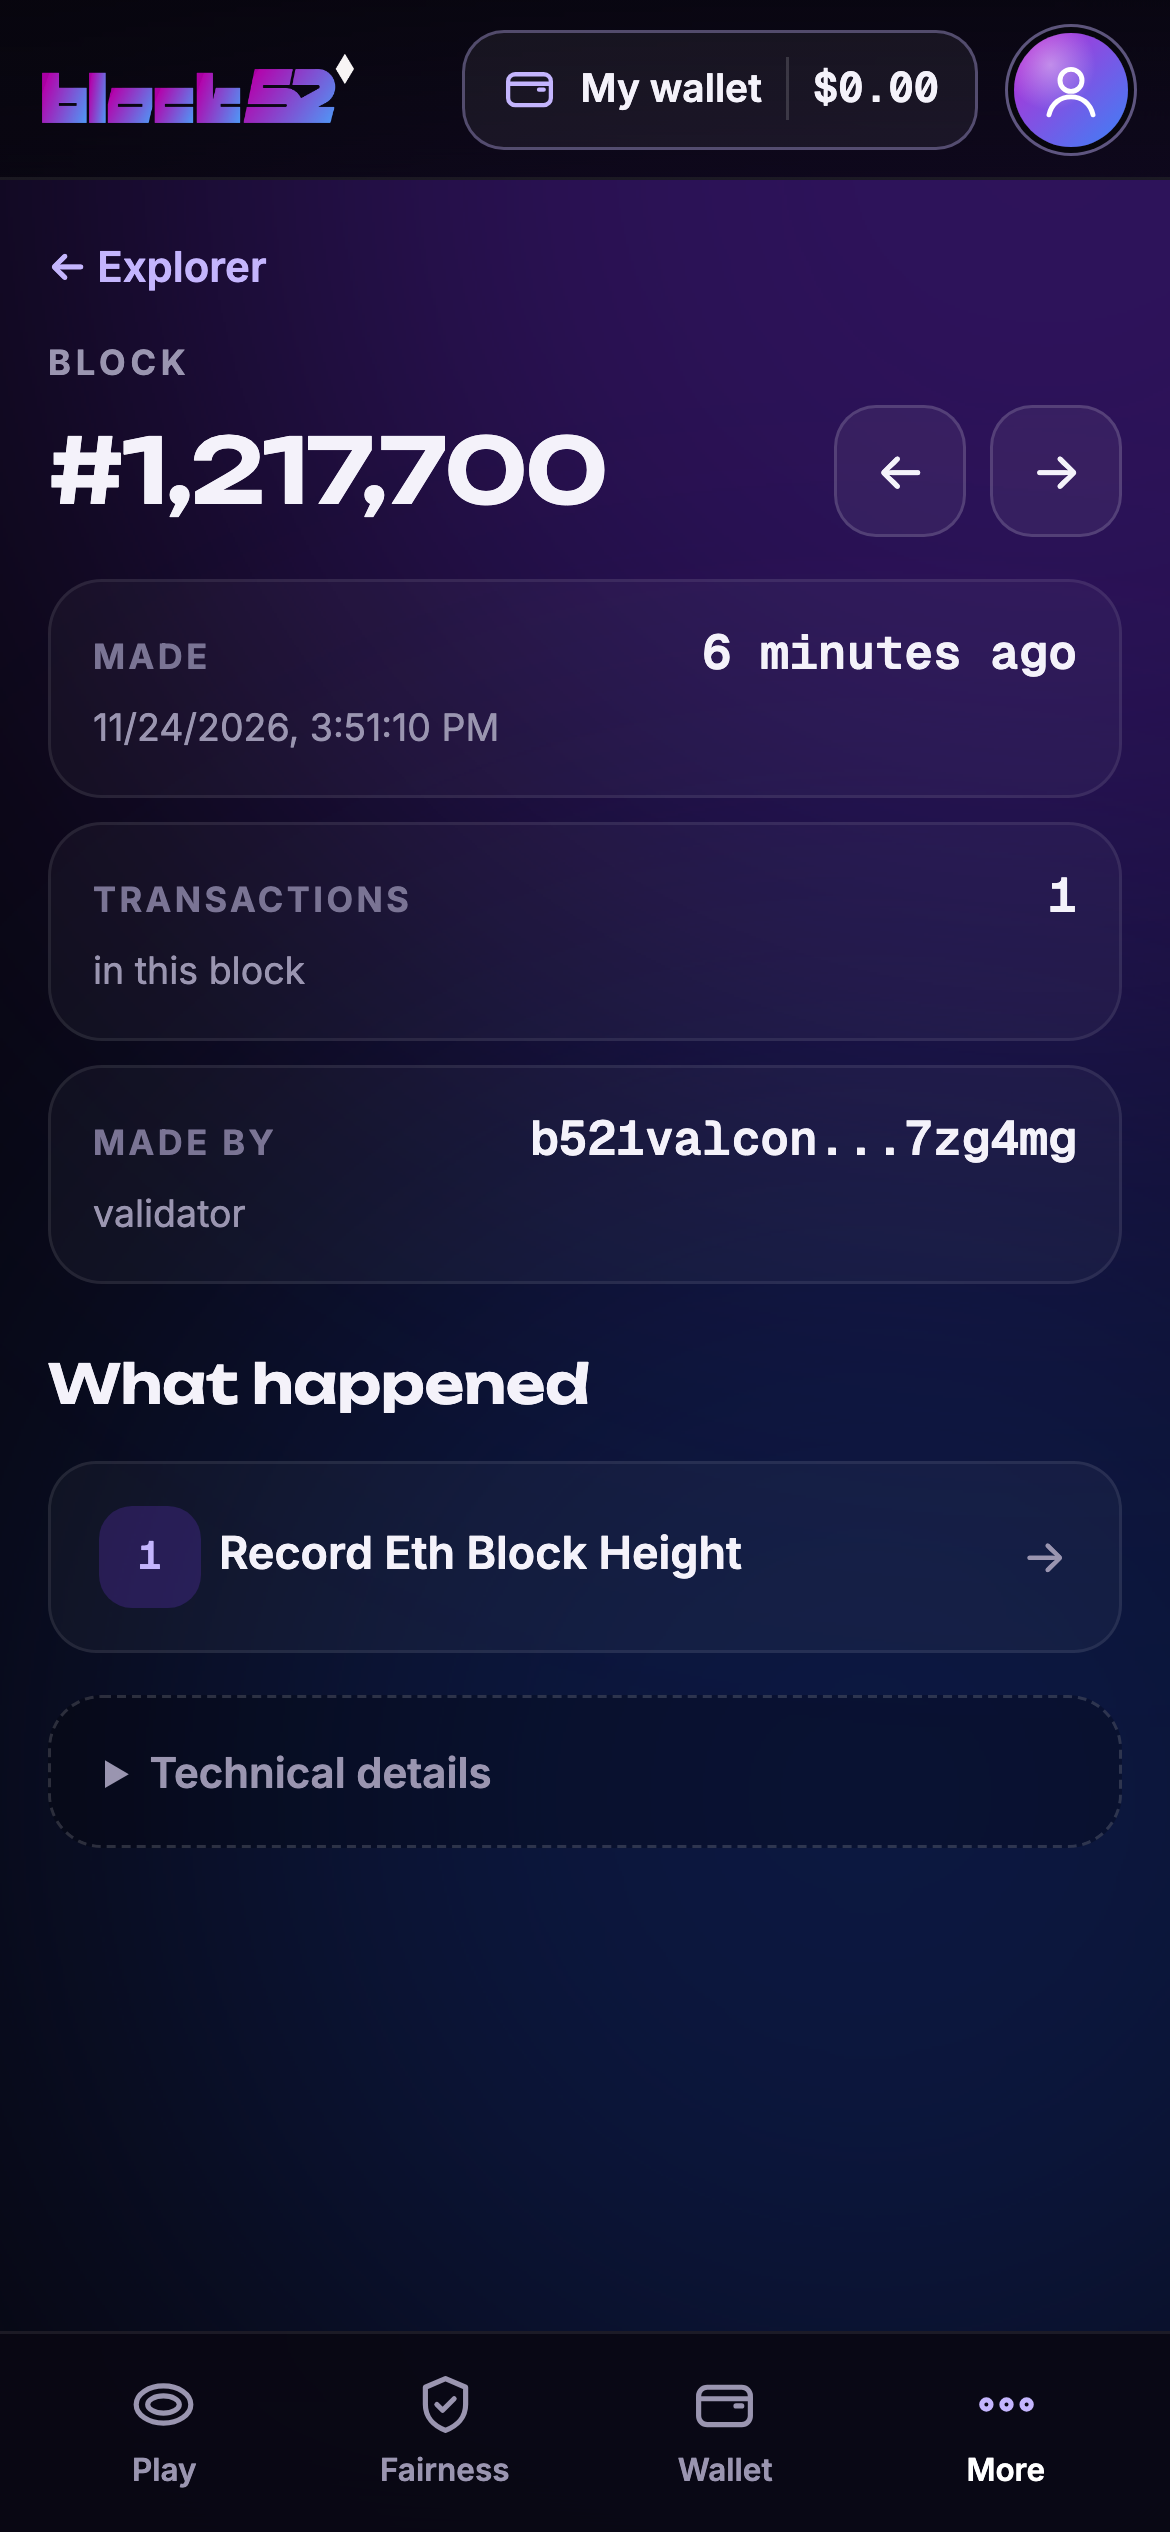 block52
My wallet $0.00
← Explorer
BLOCK
#1,217,700
← →
MADE 6 minutes ago
11/24/2026, 3:51:10 PM
TRANSACTIONS 1
in this block
MADE BY b521valcon...7zg4mg
validator
What happened
1 Record Eth Block Height →
▶ Technical details
Play Fairness Wallet More